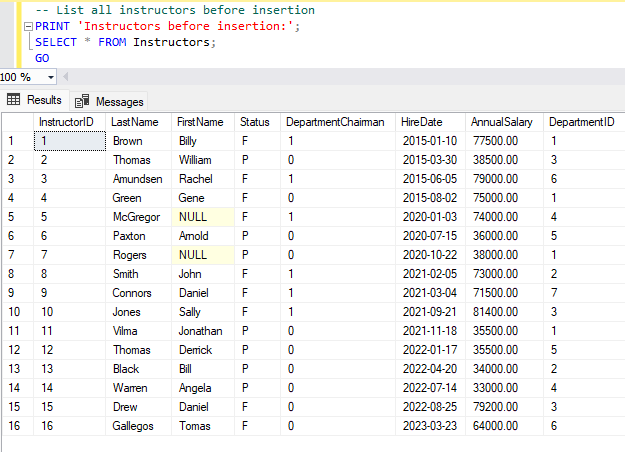 -- List all instructors before insertion
PRINT 'Instructors before insertion:';
SELECT * FROM Instructors;
GO
100 %
Results Messages
InstructorID LastName FirstName Status DepartmentChairman HireDate AnnualSalary DepartmentID
1 1 Brown Billy F 1 2015-01-10 77500.00 1
2 2 Thomas William P 0 2015-03-30 38500.00 3
3 3 Amundsen Rachel F 1 2015-06-05 79000.00 6
4 4 Green Gene F 0 2015-08-02 75000.00 1
5 5 McGregor NULL F 1 2020-01-03 74000.00 4
6 6 Paxton Arnold P 0 2020-07-15 36000.00 5
7 7 Rogers NULL P 0 2020-10-22 38000.00 1
8 8 Smith John F 1 2021-02-05 73000.00 2
9 9 Connors Daniel F 1 2021-03-04 71500.00 7
10 10 Jones Sally F 1 2021-09-21 81400.00 3
11 11 Vilma Jonathan P 0 2021-11-18 35500.00 1
12 12 Thomas Derrick P 0 2022-01-17 35500.00 5
13 13 Black Bill P 0 2022-04-20 34000.00 2
14 14 Warren Angela P 0 2022-07-14 33000.00 4
15 15 Drew Daniel F 0 2022-08-25 79200.00 3
16 16 Gallegos Tomas F 0 2023-03-23 64000.00 6